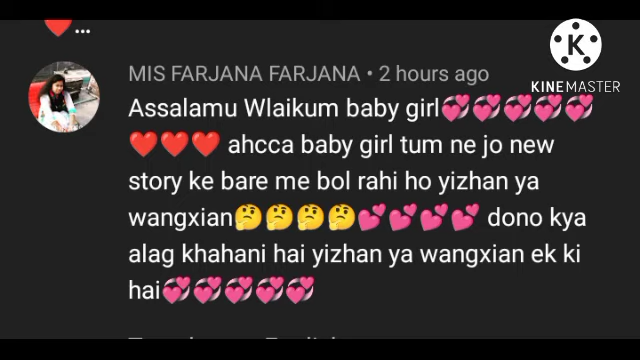 ❤️...
MIS FARJANA FARJANA • 2 hours ago
Assalamu Wlaikum baby girl💞💞💞💞💞
❤️❤️❤️ ahcca baby girl tum ne jo new
story ke bare me bol rahi ho yizhan ya
wangxian🤔🤔🤔🤔💕💕💕💕 dono kya
alag khahani hai yizhan ya wangxian ek ki
hai💞💞💞💞💞
K
KINEMASTER